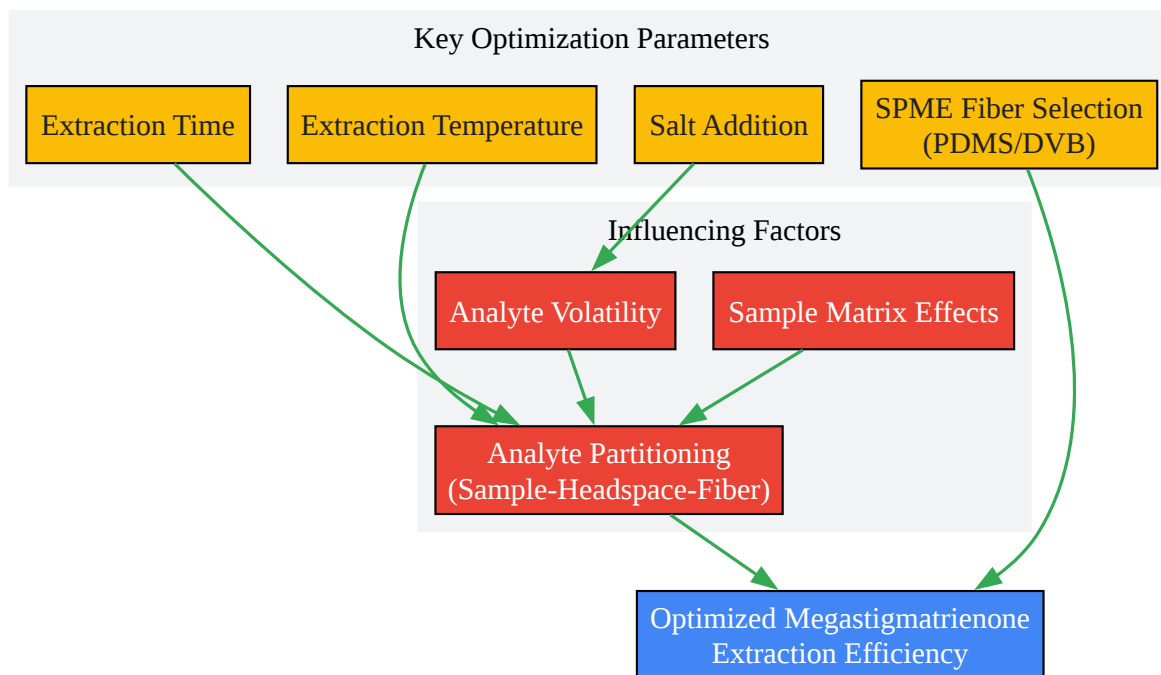 Key Optimization Parameters
Extraction Time
Extraction Temperature
Salt Addition
SPME Fiber Selection
(PDMS/DVB)
Influencing Factors
Analyte Volatility
Sample Matrix Effects
Analyte Partitioning
(Sample-Headspace-Fiber)
Optimized Megastigmatrienone
Extraction Efficiency